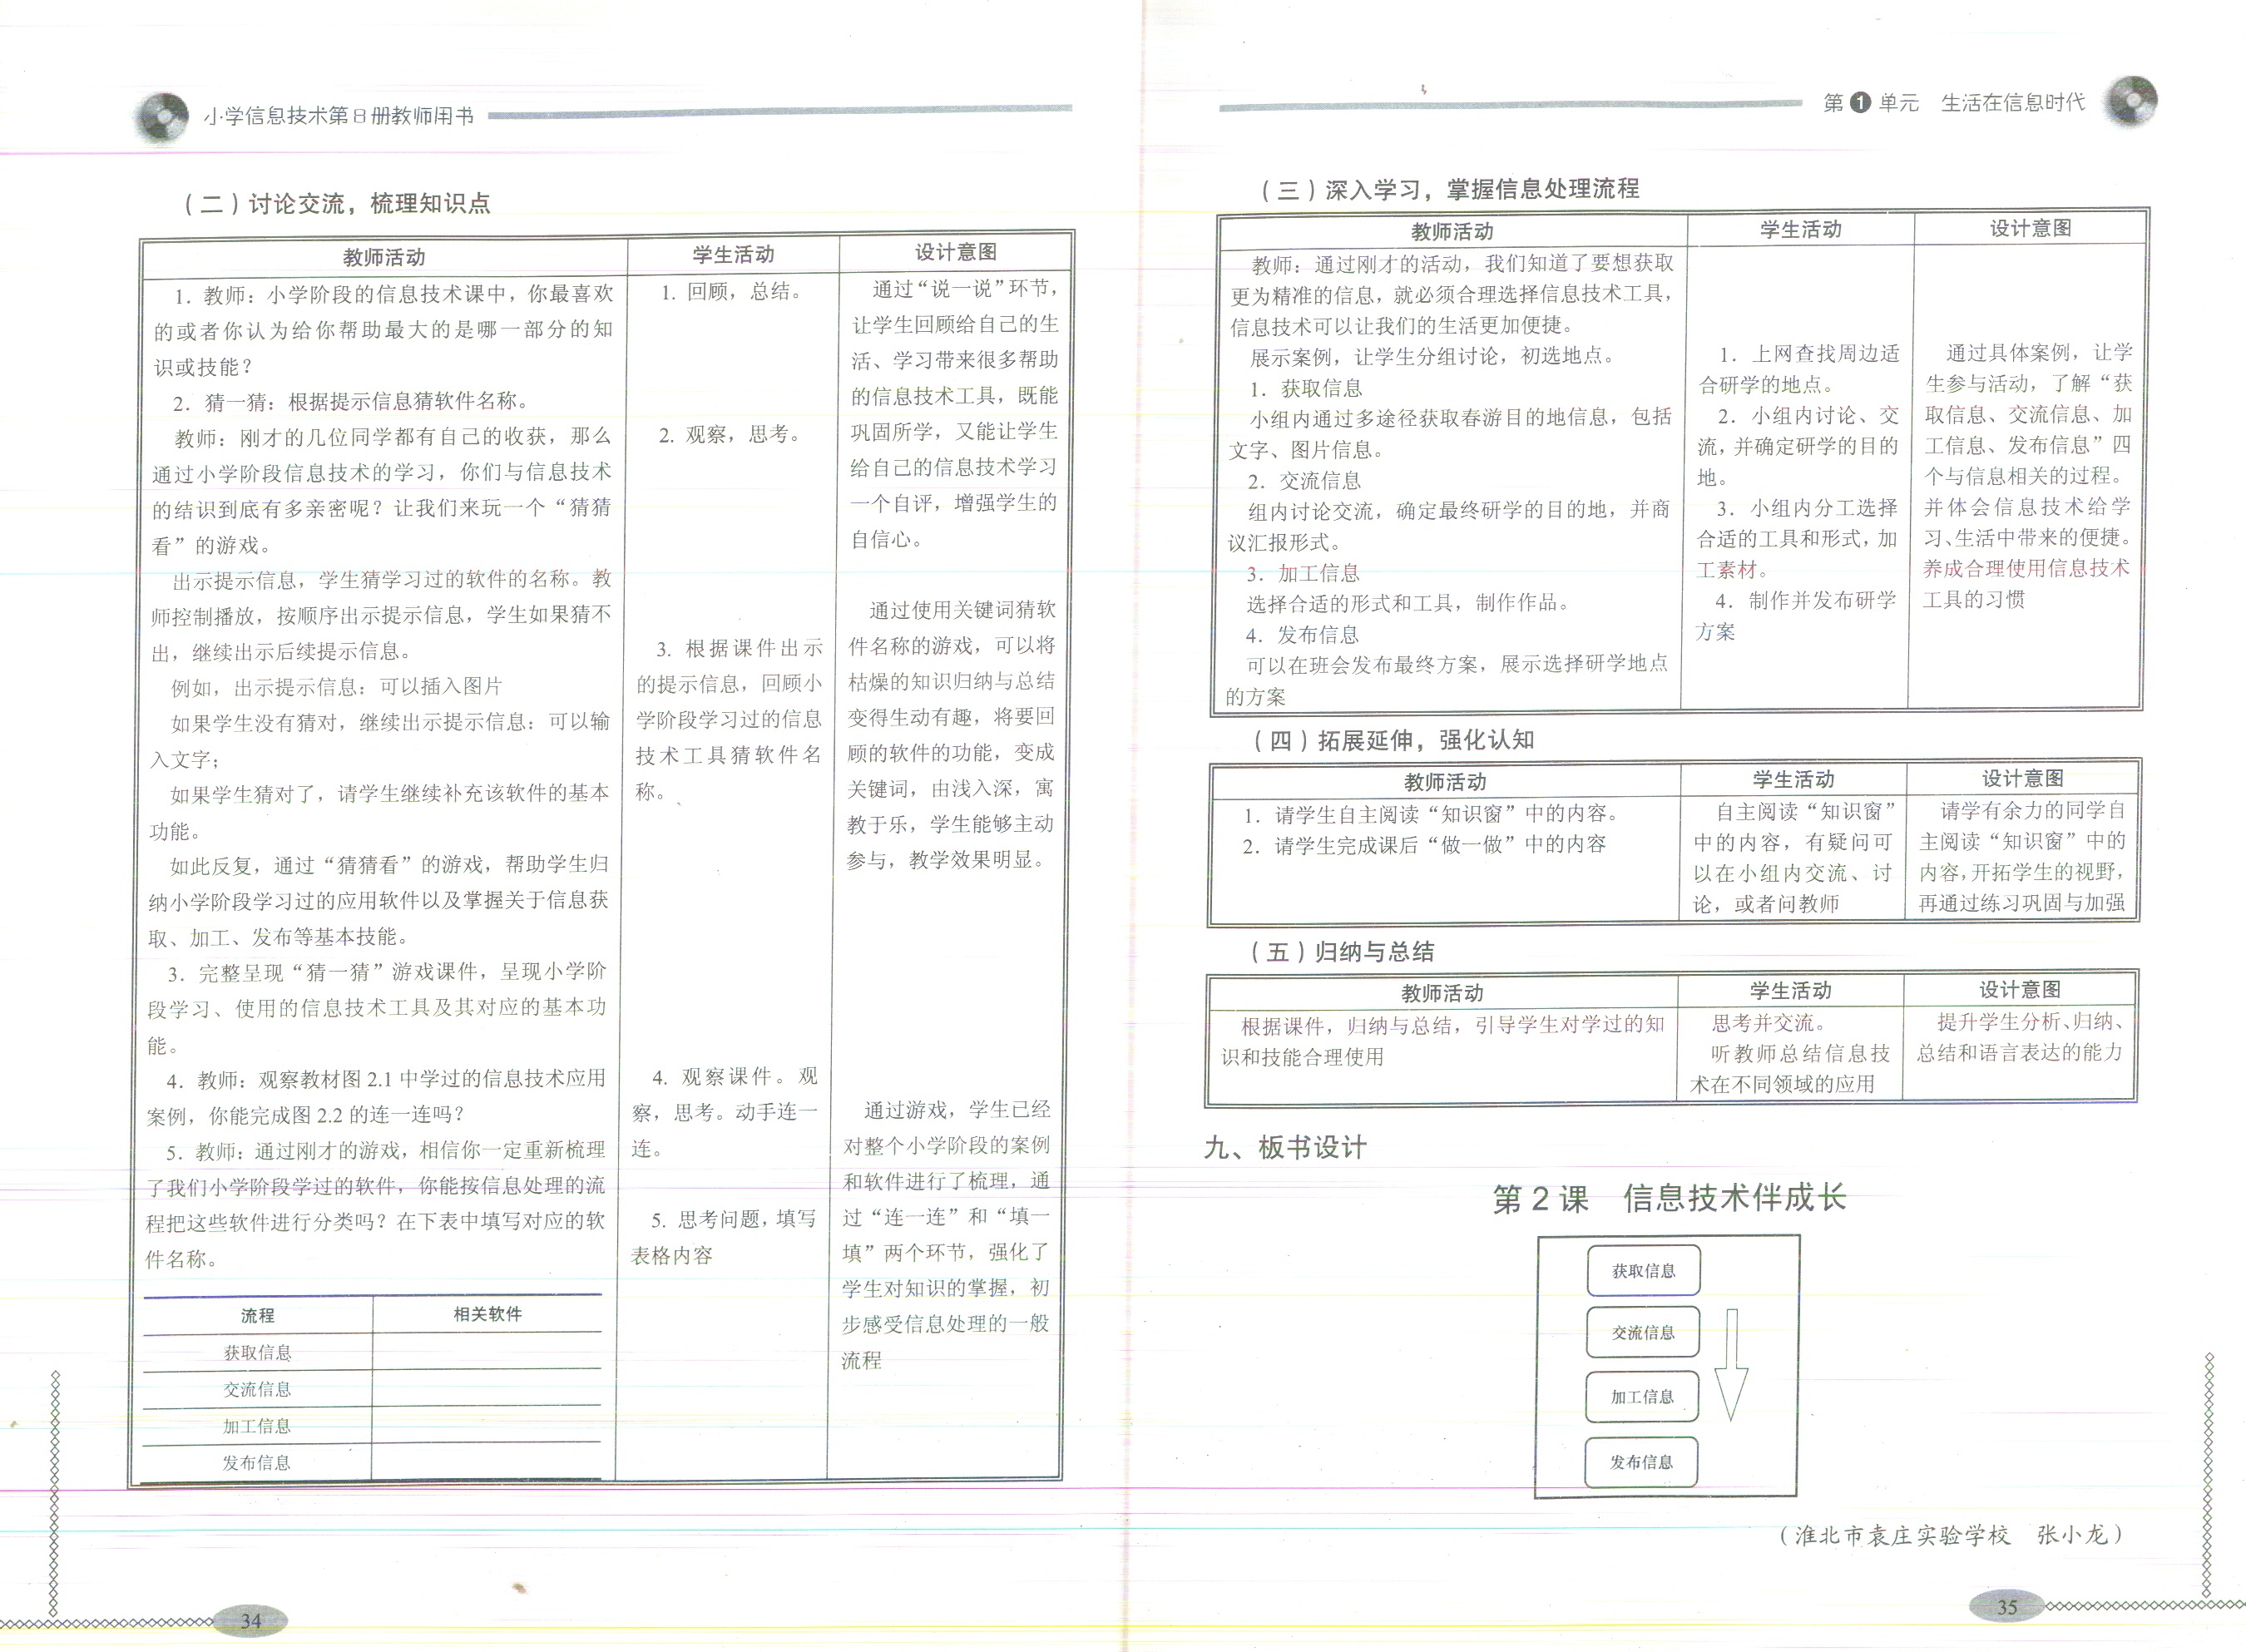 小学信息技术第8册教师用书
（二）讨论交流，梳理知识点
教师活动
1. 教师：小学阶段的信息技术课中，你最喜欢
的或者你认为给你帮助最大的是哪一部分的知
识或技能？
2. 猜一猜：根据提示信息猜软件名称。
教师：刚才的几位同学都有自己的收获，那么
通过小学阶段信息技术的学习，你们与信息技术
的结识到底有多亲密呢？让我们来玩一个“猜猜
看”的游戏。
出示提示信息，学生猜学习过的软件的名称。教
师控制播放，按顺序出示提示信息，学生如果猜不
出，继续出示后续提示信息。
例如，出示提示信息：可以插入图片
如果学生没有猜对，继续出示提示信息：可以输
入文字；
如果学生猜对了，请学生继续补充该软件的基本
功能。
如此反复，通过“猜猜看”的游戏，帮助学生归
纳小学阶段学习过的应用软件以及掌握关于信息获
取、加工、发布等基本技能。
3. 完整呈现“猜一猜”游戏课件，呈现小学阶
段学习、使用的信息技术工具及其对应的基本功
能。
4. 教师：观察教材图 2.1 中学过的信息技术应用
案例，你能完成图 2.2 的连一连吗？
5. 教师：通过刚才的游戏，相信你一定重新梳理
了我们小学阶段学过的软件，你能按信息处理的流
程把这些软件进行分类吗？在下表中填写对应的软
件名称。
流程 相关软件
获取信息
交流信息
加工信息
发布信息
学生活动
1. 回顾，总结。
2. 观察，思考。
3. 根据课件出示
的提示信息，回顾小
学阶段学习过的信息
技术工具猜软件名
称。
4. 观察课件。观
察，思考。动手连一
连。
5. 思考问题，填写
表格内容
设计意图
通过“说一说”环节，
让学生回顾给自己的生
活、学习带来很多帮助
的信息技术工具，既能
巩固所学，又能让学生
给自己的信息技术学习
一个自评，增强学生的
自信心。
通过使用关键词猜软
件名称的游戏，可以将
枯燥的知识归纳与总结
变得生动有趣，将要回
顾的软件的功能，变成
关键词，由浅入深，寓
教于乐，学生能够主动
参与，教学效果明显。
通过游戏，学生已经
对整个小学阶段的案例
和软件进行了梳理，通
过“连一连”和“填一
填”两个环节，强化了
学生对知识的掌握，初
步感受信息处理的一般
流程
34
第1单元 生活在信息时代
（三）深入学习，掌握信息处理流程
教师活动
教师：通过刚才的活动，我们知道了要想获取
更为精准的信息，就必须合理选择信息技术工具，
信息技术可以让我们的生活更加便捷。
展示案例，让学生分组讨论，初选地点。
1. 获取信息
小组内通过多途径获取春游目的地信息，包括
文字、图片信息。
2. 交流信息
组内讨论交流，确定最终研学的目的地，并商
议汇报形式。
3. 加工信息
选择合适的形式和工具，制作作品。
4. 发布信息
可以在班会发布最终方案，展示选择研学地点
的方案
学生活动
1. 上网查找周边适
合研学的地点。
2. 小组内讨论、交
流，并确定研学的目的
地。
3. 小组内分工选择
合适的工具和形式，加
工素材。
4. 制作并发布研学
方案
设计意图
通过具体案例，让学
生参与活动，了解“获
取信息、交流信息、加
工信息、发布信息”四
个与信息相关的过程。
并体会信息技术给学
习、生活中带来的便捷。
养成合理使用信息技术
工具的习惯
（四）拓展延伸，强化认知
教师活动
1. 请学生自主阅读“知识窗”中的内容。
2. 请学生完成课后“做一做”中的内容
学生活动
自主阅读“知识窗”
中的内容，有疑问可
以在小组内交流、讨
论，或者问教师
设计意图
请学有余力的同学自
主阅读“知识窗”中的
内容，开拓学生的视野，
再通过练习巩固与加强
（五）归纳与总结
教师活动
根据课件，归纳与总结，引导学生对学过的知
识和技能合理使用
学生活动
思考并交流。
听教师总结信息技
术在不同领域的应用
设计意图
提升学生分析、归纳、
总结和语言表达的能力
九、板书设计
第 2 课 信息技术伴成长
获取信息
交流信息
加工信息
发布信息
（淮北市袁庄实验学校 张小龙）
35